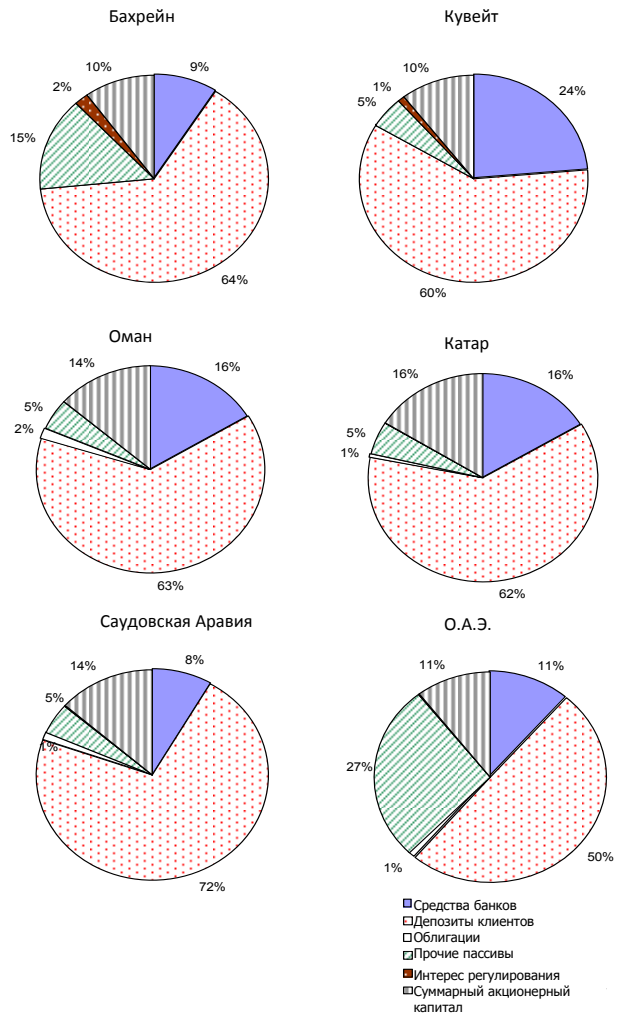 Бахрейн
Кувейт
10%
9%
2%
15%
64%
10%
1%
5%
24%
60%
Оман
Катар
14%
16%
5%
2%
63%
16%
16%
5%
1%
62%
Саудовская Аравия
О.А.Э.
14%
8%
5%
1%
72%
11%
11%
27%
1%
50%
Средства банков
Депозиты клиентов
Облигации
Прочие пассивы
Интерес регулирования
Суммарный акционерный
капитал